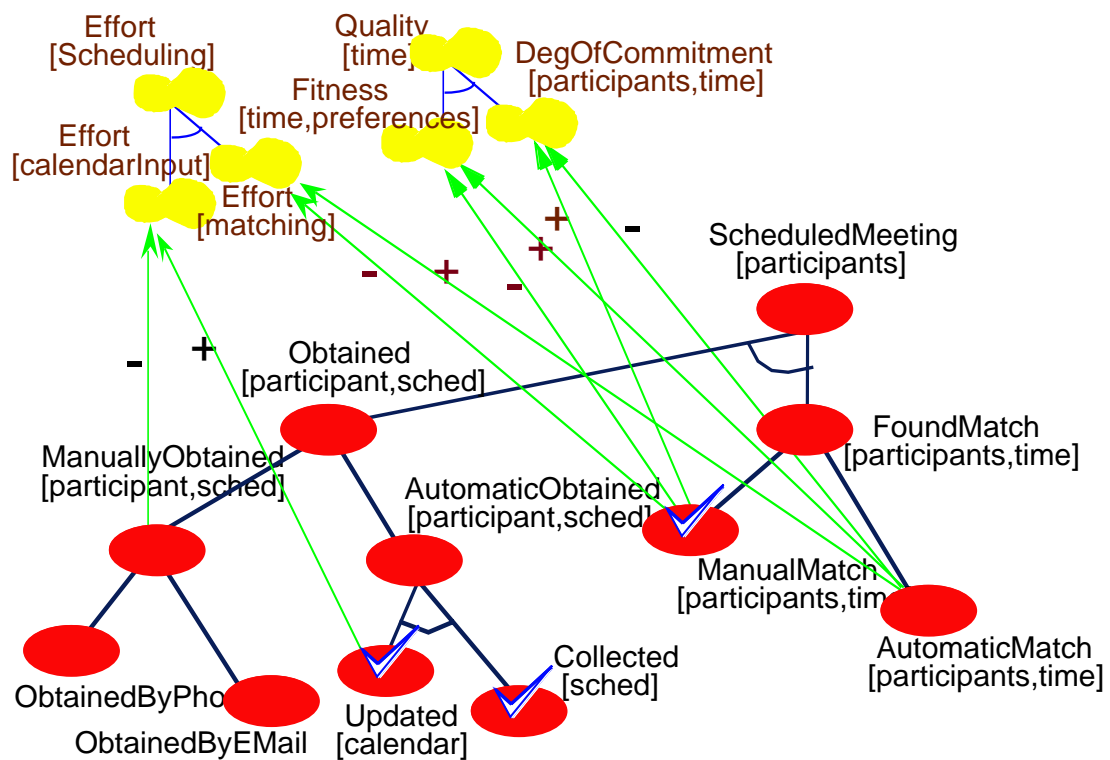 Effort
[Scheduling]
Quality
[time]
DegOfCommitment
[participants,time]
Fitness
[time,preferences]
Effort
[calendarInput]
Effort
[matching]
+
-
+
-
+
-
ScheduledMeeting
[participants]
-
+
Obtained
[participant,sched]
FoundMatch
[participants,time]
ManuallyObtained
[participant,sched]
AutomaticObtained
[participant,sched]
ManualMatch
[participants,time
AutomaticMatch
[participants,time]
ObtainedByPho
ObtainedByEMail
Updated
[calendar]
Collected
[sched]